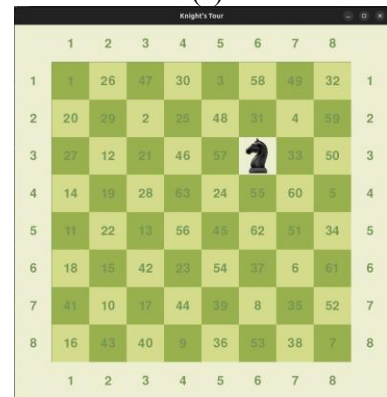 Knight's Tour
1 2 3 4 5 6 7 8
1 1 26 47 30 3 58 49 32 1
2 20 29 2 25 48 31 4 59 2
3 27 12 21 46 57 33 50 3
4 14 19 28 63 24 55 60 5 4
5 11 22 13 56 45 62 51 34 5
6 18 15 42 23 54 37 6 61 6
7 41 10 17 44 39 8 35 52 7
8 16 43 40 9 36 53 38 7 8
1 2 3 4 5 6 7 8